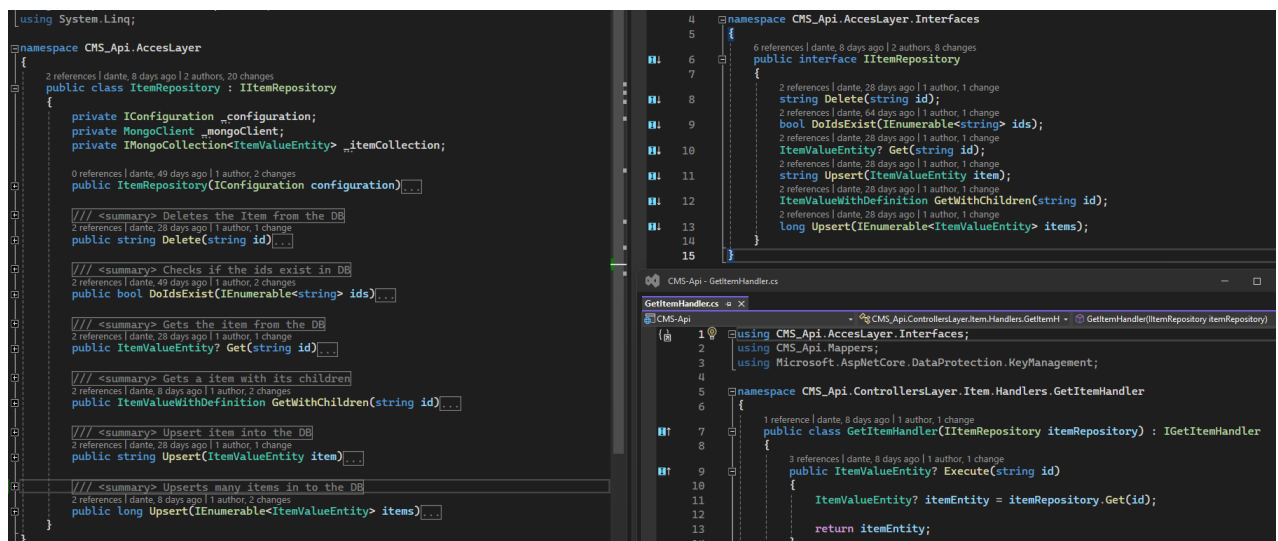 using System.Linq;
namespace CMS_Api.AccesLayer
{
2 references | dante, 8 days ago | 2 authors, 20 changes
public class ItemRepository : IItemRepository
{
private IConfiguration _configuration;
private MongoClient _mongoClient;
private IMongoCollection<ItemValueEntity> _itemCollection;
0 references | dante, 49 days ago | 1 author, 2 changes
public ItemRepository(IConfiguration configuration)...
/// <summary> Deletes the Item from the DB
2 references | dante, 28 days ago | 1 author, 1 change
public string Delete(string id)...
/// <summary> Checks if the ids exist in DB
2 references | dante, 49 days ago | 1 author, 2 changes
public bool DoIdsExist(IEnumerable<string> ids)...
/// <summary> Gets the item from the DB
2 references | dante, 28 days ago | 1 author, 1 change
public ItemValueEntity? Get(string id)...
/// <summary> Gets a item with its children
2 references | dante, 8 days ago | 1 author, 2 changes
public ItemValueWithDefinition GetWithChildren(string id)...
/// <summary> Upsert item into the DB
2 references | dante, 28 days ago | 1 author, 1 change
public string Upsert(ItemValueEntity item)...
/// <summary> Upserts many items in to the DB
2 references | dante, 8 days ago | 1 author, 2 changes
public long Upsert(IEnumerable<ItemValueEntity> items)...
}
}
4 namespace CMS_Api.AccesLayer.Interfaces
5 {
6 references | dante, 8 days ago | 2 authors, 8 changes
6 public interface IItemRepository
7 {
2 references | dante, 28 days ago | 1 author, 1 change
8 string Delete(string id);
2 references | dante, 64 days ago | 1 author, 1 change
9 bool DoIdsExist(IEnumerable<string> ids);
2 references | dante, 28 days ago | 1 author, 1 change
10 ItemValueEntity? Get(string id);
2 references | dante, 28 days ago | 1 author, 1 change
11 string Upsert(ItemValueEntity item);
2 references | dante, 28 days ago | 1 author, 1 change
12 ItemValueWithDefinition GetWithChildren(string id);
2 references | dante, 28 days ago | 1 author, 1 change
13 long Upsert(IEnumerable<ItemValueEntity> items);
14 }
15 }
CMS-Api - GetItemHandler.cs
GetItemHandler.cs
CMS-Api CMS_Api.ControllersLayer.Item.Handlers.GetItemH GetItemHandler(IItemRepository itemRepository)
1 using CMS_Api.AccesLayer.Interfaces;
2 using CMS_Api.Mappers;
3 using Microsoft.AspNetCore.DataProtection.KeyManagement;
4
5 namespace CMS_Api.ControllersLayer.Item.Handlers.GetItemHandler
6 {
1 reference | dante, 8 days ago | 1 author, 1 change
7 public class GetItemHandler(IItemRepository itemRepository) : IGetItemHandler
8 {
3 references | dante, 8 days ago | 1 author, 1 change
9 public ItemValueEntity? Execute(string id)
10 {
11 ItemValueEntity? itemEntity = itemRepository.Get(id);
12
13 return itemEntity;